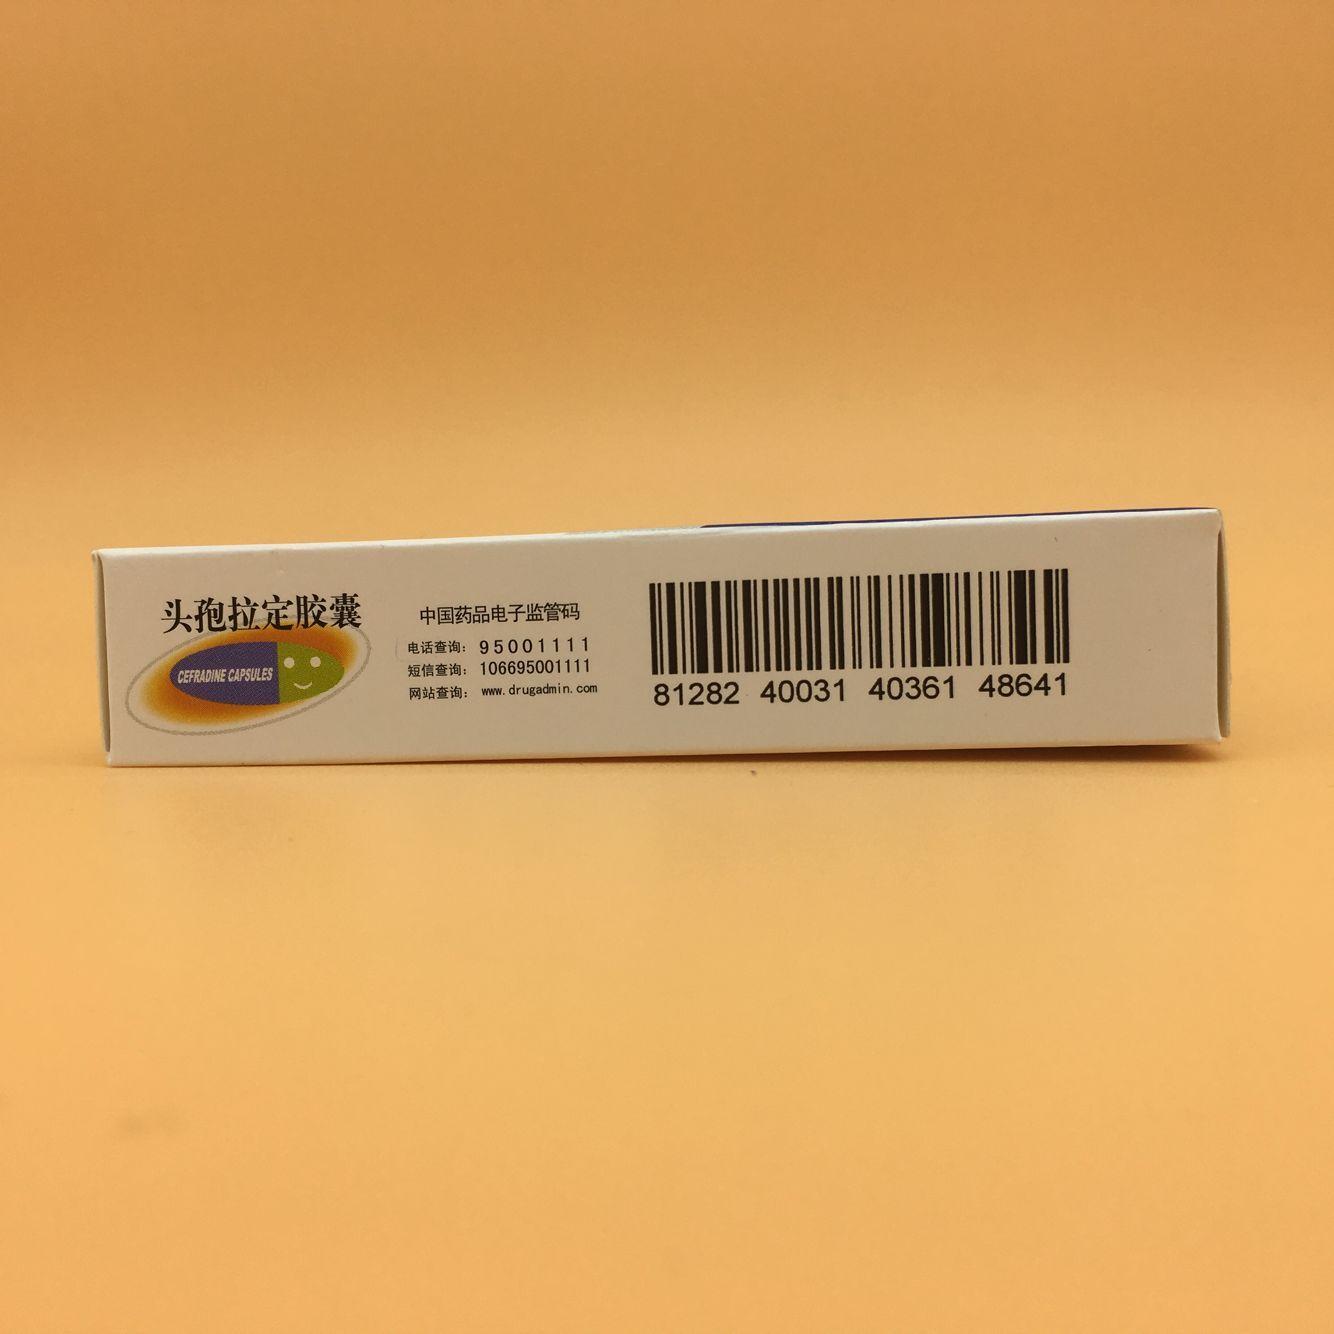 头孢拉定胶囊
CEFRADINE CAPSULES
中国药品电子监管码
电话查询： 95001111
短信查询： 106695001111
网站查询： www.drugadmin.com
81282 40031 40361 48641